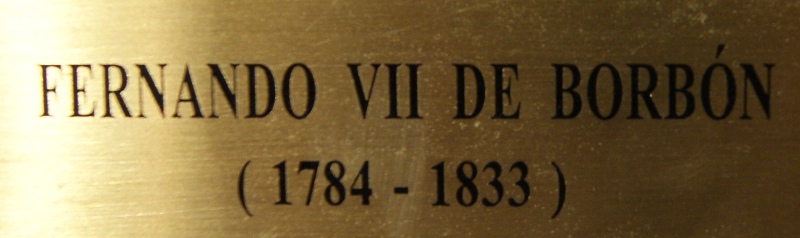 FERNANDO VII DE BORBÓN
( 1784 - 1833 )